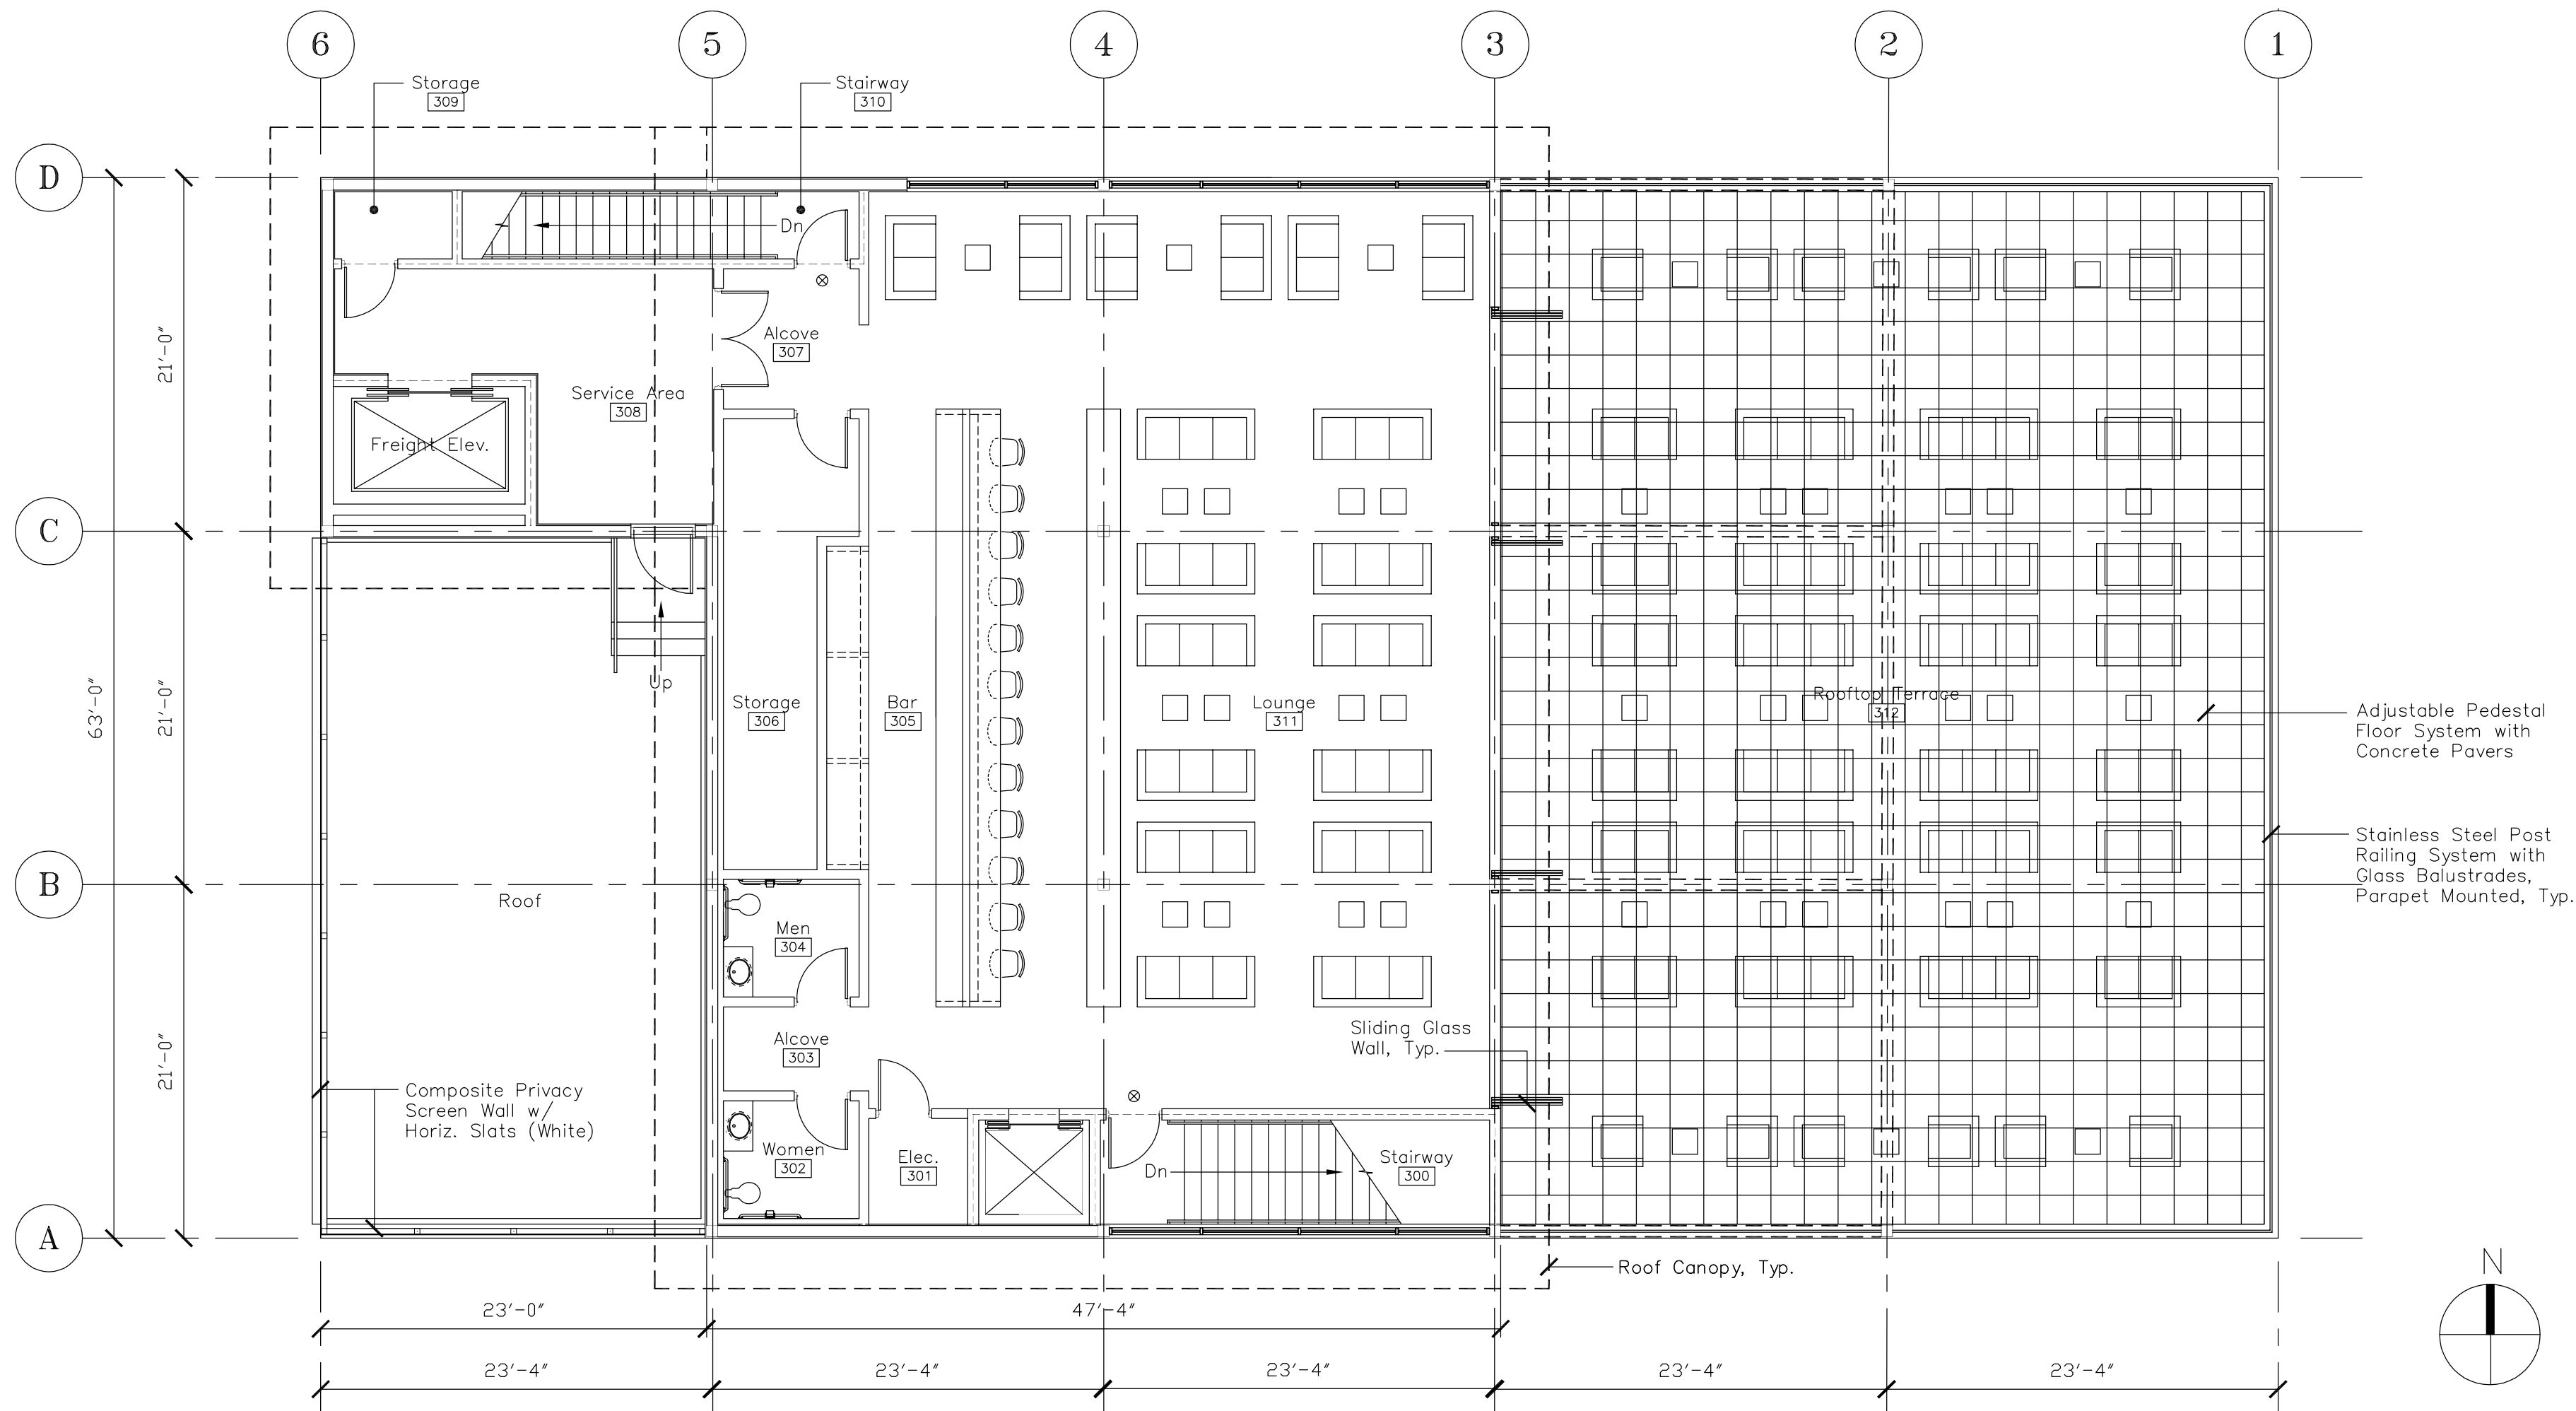 6
5
4
3
2
1
Storage
309
Stairway
310
D
Dn
21'-0"
Alcove
307
Service Area
308
Freight Elev.
C
63'-0"
21'-0"
Up
Storage
306
Bar
305
Lounge
311
Rooftop Terrace
312
Adjustable Pedestal
Floor System with
Concrete Pavers
Stainless Steel Post
Railing System with
Glass Balustrades,
Parapet Mounted, Typ.
B
Roof
Men
304
Sliding Glass
Wall, Typ.
Alcove
303
21'-0"
Composite Privacy
Screen Wall w/
Horiz. Slats (White)
Women
302
Elec.
301
Dn
Stairway
300
A
Roof Canopy, Typ.
N
23'-0"
47'-4"
23'-4"
23'-4"
23'-4"
23'-4"
23'-4"